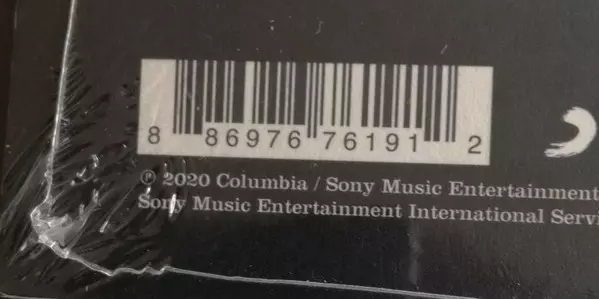 8 86976 76191 2
℗ 2020 Columbia / Sony Music Entertainment
Sony Music Entertainment International